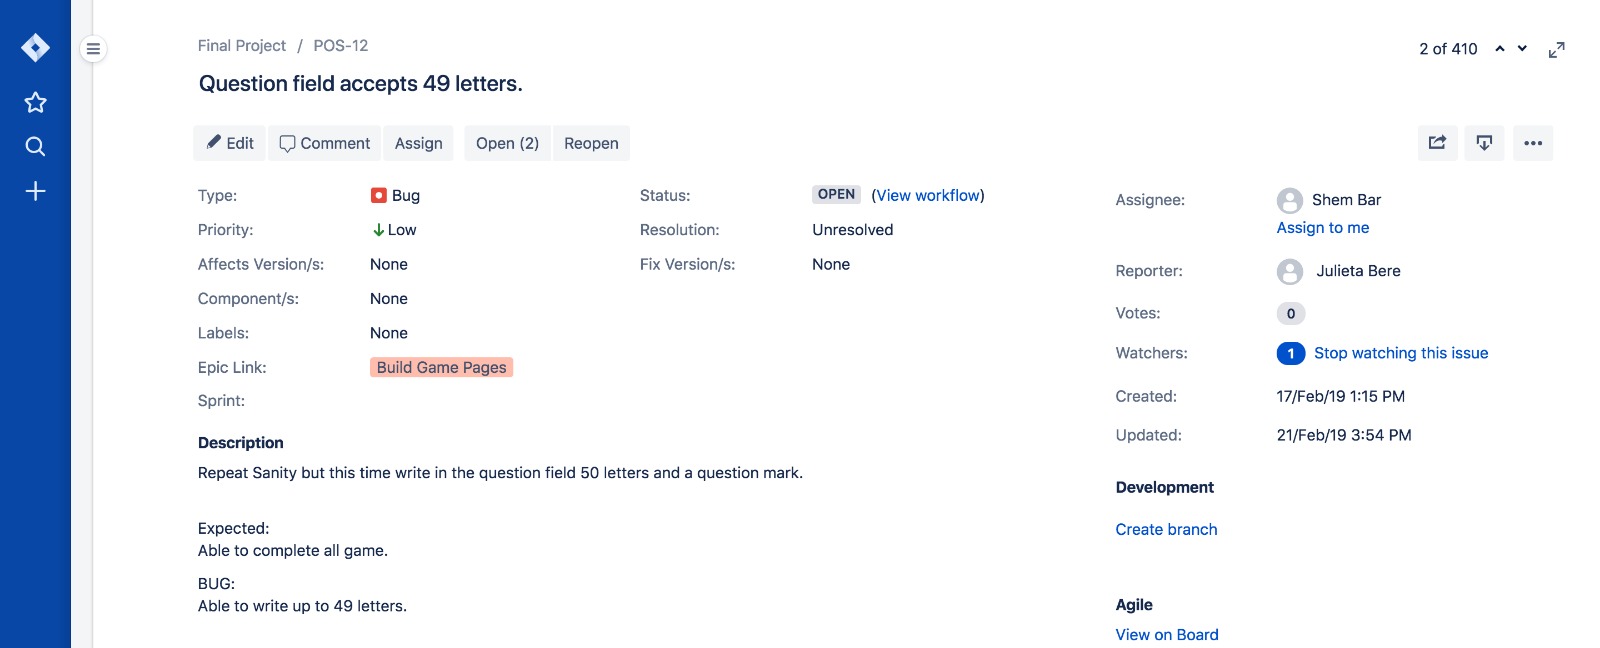 Final Project / POS-12
2 of 410
Question field accepts 49 letters.
Edit Comment Assign Open (2) Reopen
Type: Bug
Priority: Low
Affects Version/s: None
Component/s: None
Labels: None
Epic Link: Build Game Pages
Sprint:
Status: OPEN (View workflow)
Resolution: Unresolved
Fix Version/s: None
Description
Repeat Sanity but this time write in the question field 50 letters and a question mark.
Expected:
Able to complete all game.
BUG:
Able to write up to 49 letters.
Assignee: Shem Bar
Assign to me
Reporter: Julieta Bere
Votes: 0
Watchers: 1 Stop watching this issue
Created: 17/Feb/19 1:15 PM
Updated: 21/Feb/19 3:54 PM
Development
Create branch
Agile
View on Board